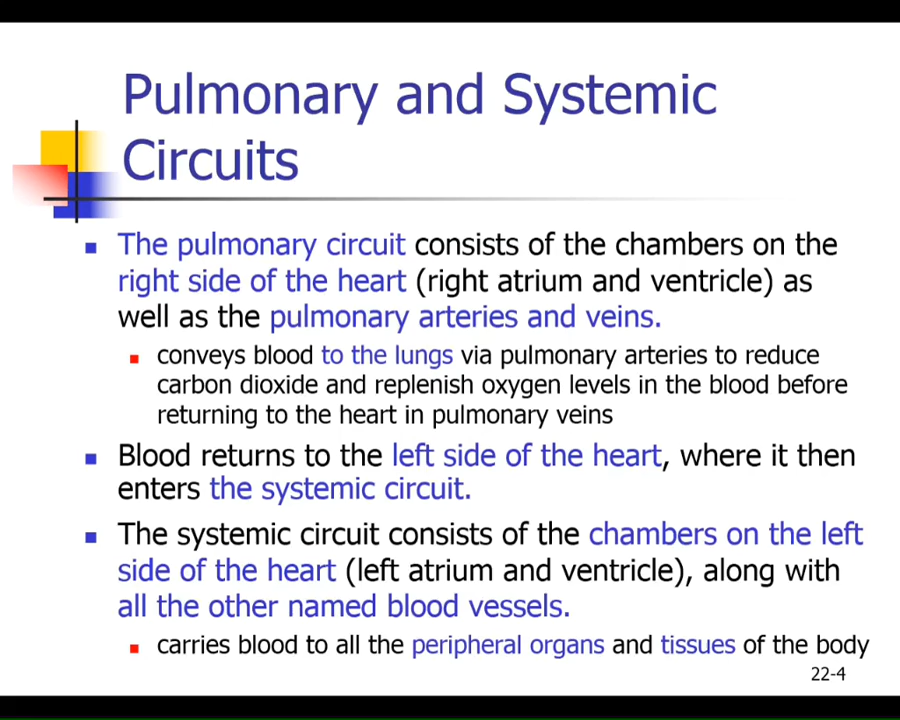 Pulmonary and Systemic
Circuits
The pulmonary circuit consists of the chambers on the
right side of the heart (right atrium and ventricle) as
well as the pulmonary arteries and veins.
conveys blood to the lungs via pulmonary arteries to reduce
carbon dioxide and replenish oxygen levels in the blood before
returning to the heart in pulmonary veins
Blood returns to the left side of the heart, where it then
enters the systemic circuit.
The systemic circuit consists of the chambers on the left
side of the heart (left atrium and ventricle), along with
all the other named blood vessels.
carries blood to all the peripheral organs and tissues of the body
22-4